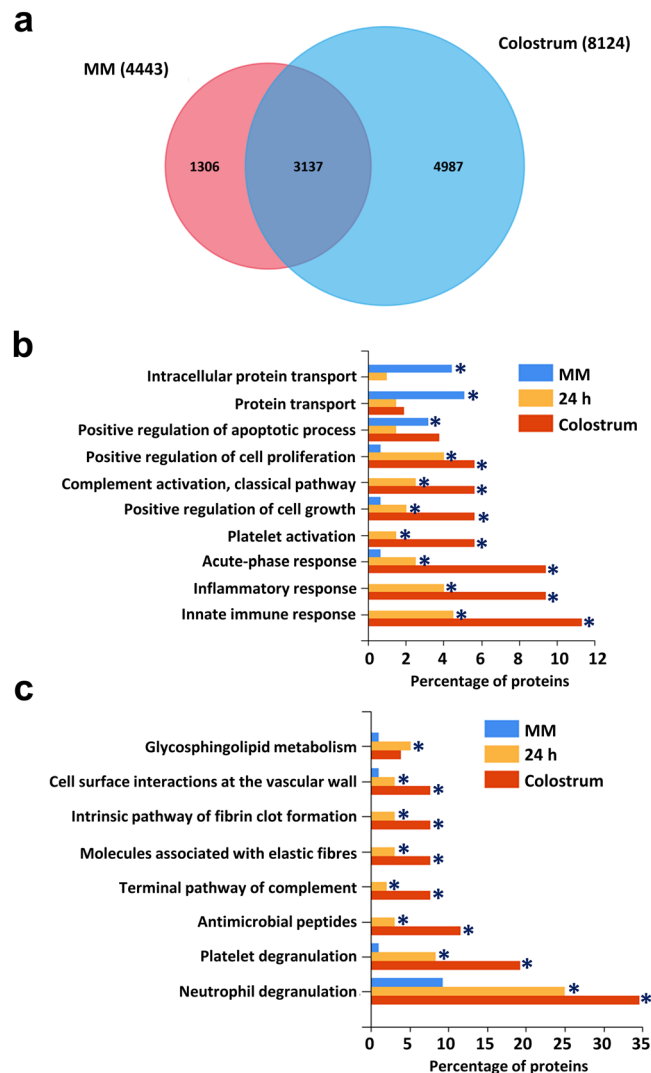 a
MM (4443)
Colostrum (8124)
1306
3137
4987
b
Intracellular protein transport
Protein transport
Positive regulation of apoptotic process
Positive regulation of cell proliferation
Complement activation, classical pathway
Positive regulation of cell growth
Platelet activation
Acute-phase response
Inflammatory response
Innate immune response
MM
24 h
Colostrum
* * * * * * * * * * * * * * * * *
0 2 4 6 8 10 12
Percentage of proteins
c
Glycosphingolipid metabolism
Cell surface interactions at the vascular wall
Intrinsic pathway of fibrin clot formation
Molecules associated with elastic fibres
Terminal pathway of complement
Antimicrobial peptides
Platelet degranulation
Neutrophil degranulation
MM
24 h
Colostrum
* * * * * * * * * * * * * * *
0 5 10 15 20 25 30 35
Percentage of proteins